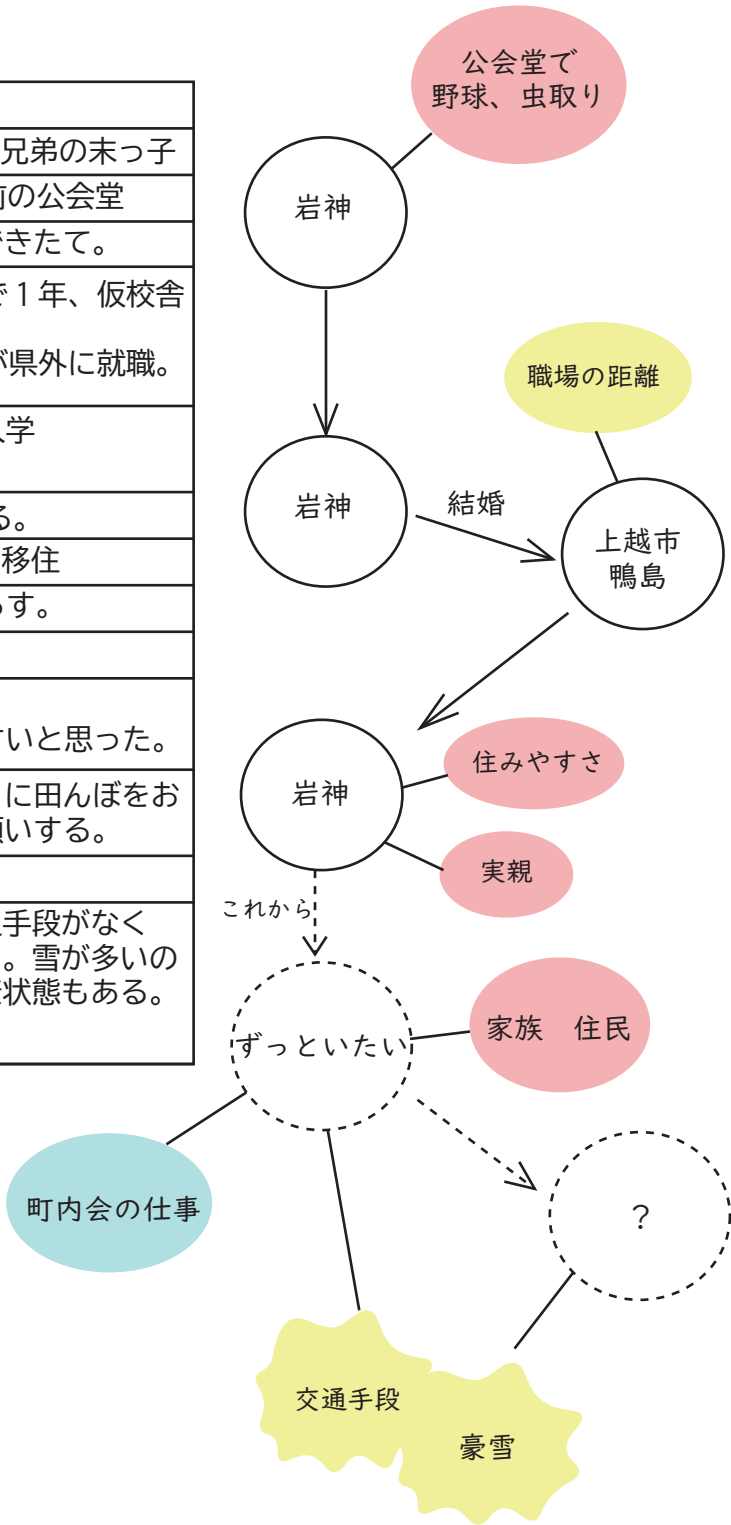 兄弟の末っ子
前の公会堂
できたて。
で１年、仮校舎
が県外に就職。
入学
る。
移住
らす。
すいと思った。
に田んぼをお
願いする。
手段がなく
。雪が多いの
状態もある。
公会堂で
野球、虫取り
岩神
職場の距離
岩神
結婚
上越市
鴨島
岩神
住みやすさ
実親
これから
ずっといたい
家族　住民
町内会の仕事
？
交通手段
豪雪